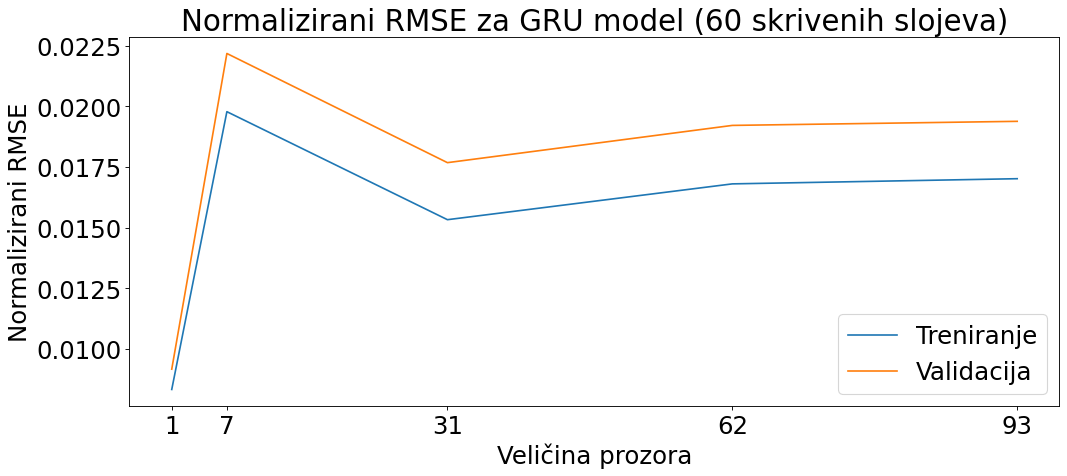 Normalizirani RMSE za GRU model (60 skrivenih slojeva)
Normalizirani RMSE
0.0225
0.0200
0.0175
0.0150
0.0125
0.0100
Treniranje
Validacija
1 7 31 62 93
Veličina prozora